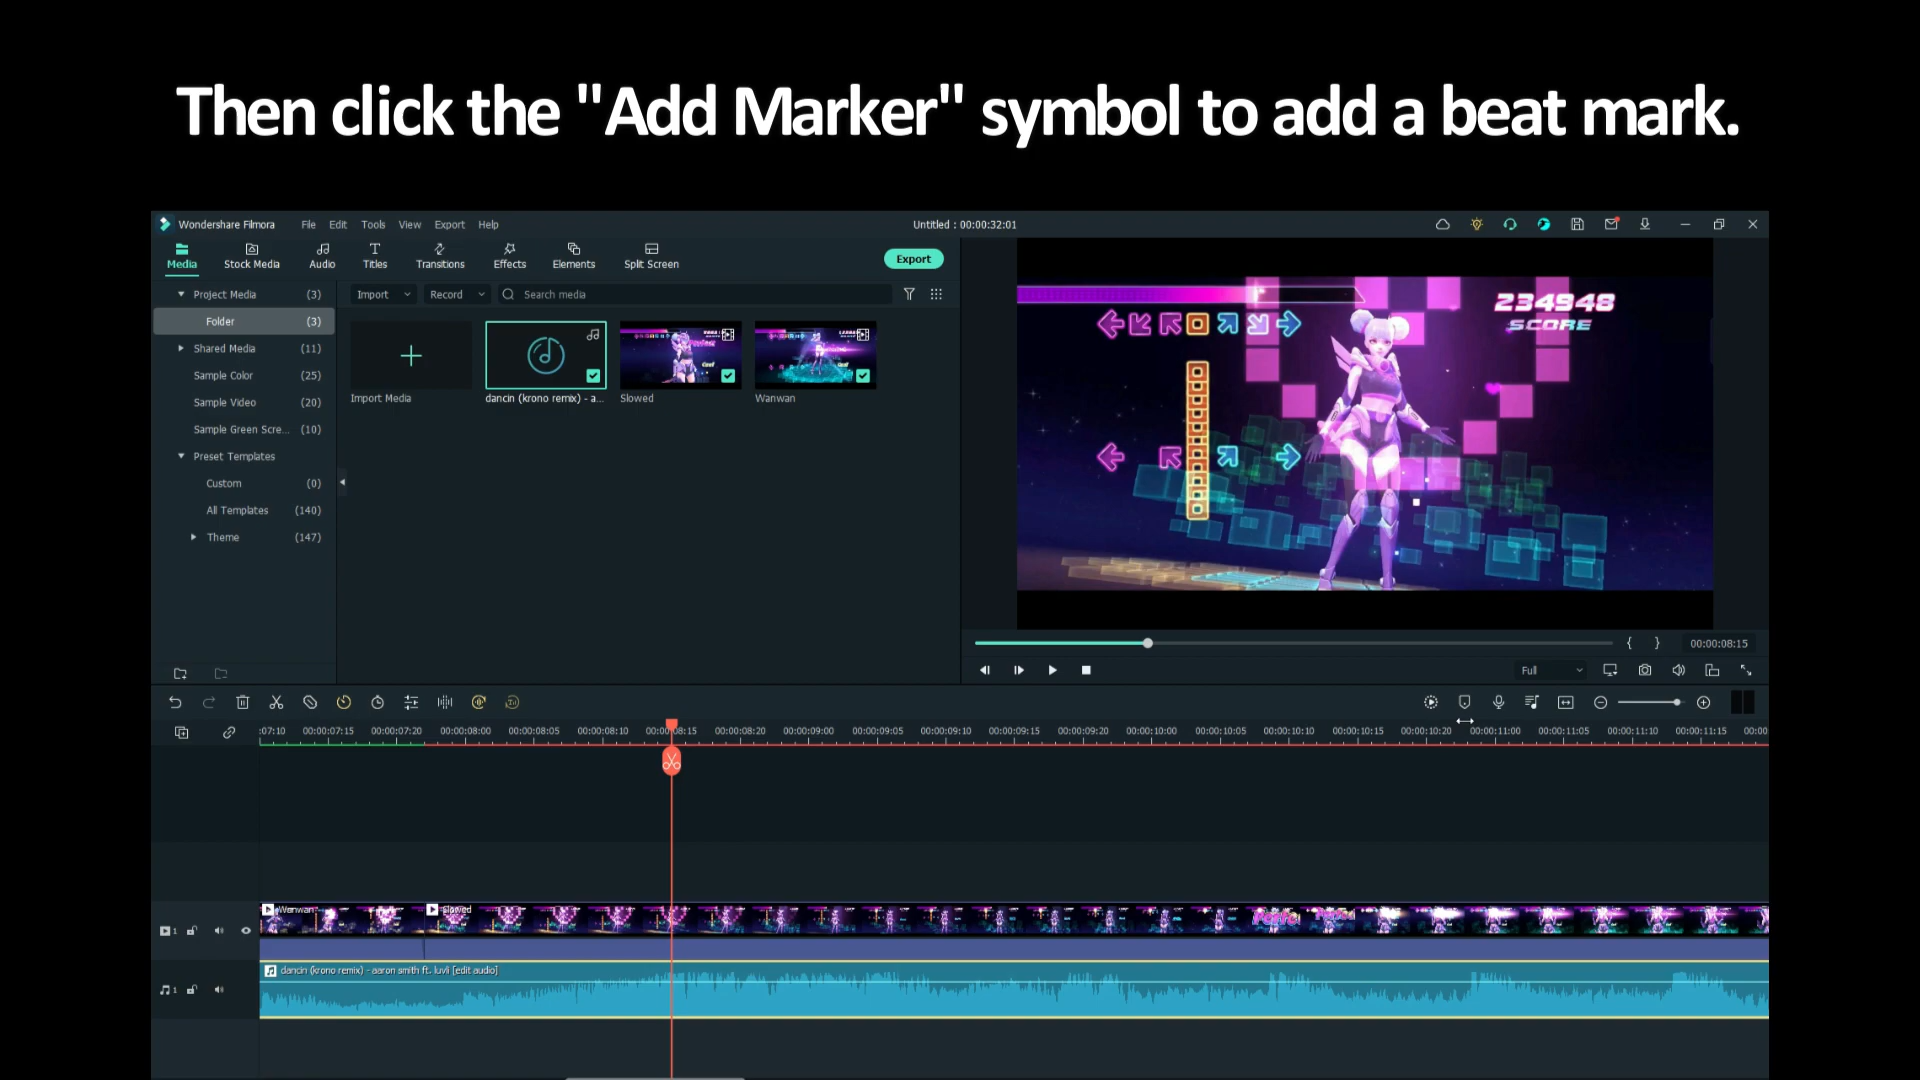 Then click the "Add Marker" symbol to add a beat mark.
Wondershare Filmora File Edit Tools View Export Help
Untitled : 00:00:32:01
Media Stock Media Audio Titles Transitions Effects Elements Split Screen
Export
Project Media (3)
Folder (3)
Shared Media (11)
Sample Color (25)
Sample Video (20)
Sample Green Scre... (10)
Preset Templates
Custom (0)
All Templates (140)
Theme (147)
Import Record Search media
Import Media
dancin (krono remix) - a...
Slowed
Wanwan
234948
SCORE
{ } 00:00:08:15
Full
:07:10 00:00:07:15 00:00:07:20 00:00:08:00 00:00:08:05 00:00:08:10 00:00:08:15 00:00:08:20 00:00:09:00 00:00:09:05 00:00:09:10 00:00:09:15 00:00:09:20 00:00:10:00 00:00:10:05 00:00:10:10 00:00:10:15 00:00:10:20 00:00:11:00 00:00:11:05 00:00:11:10 00:00:11:15 00:00
Wanwan
Slowed
1
dancin (krono remix) - aaron smith ft. luvli [edit audio]
1